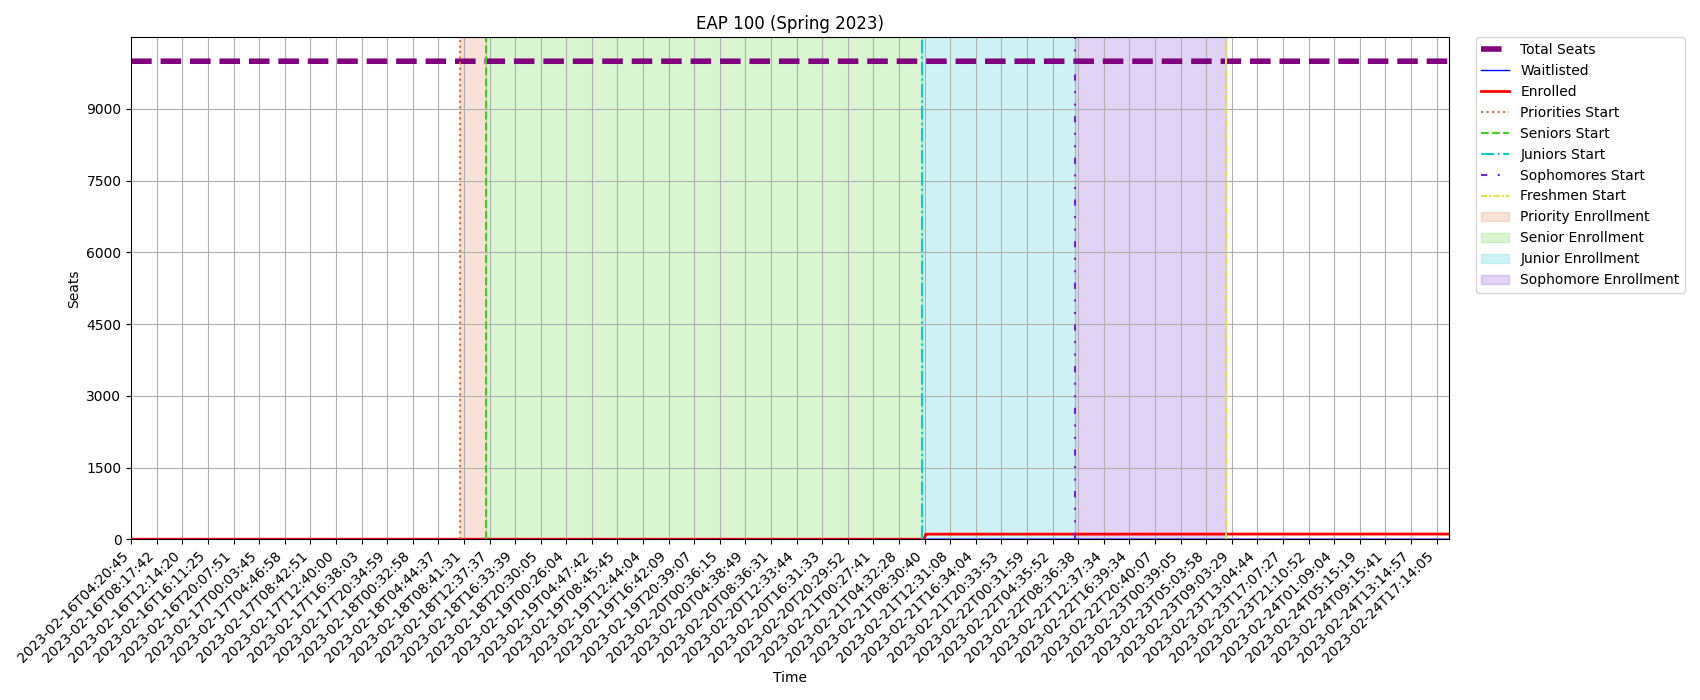 EAP 100 (Spring 2023)
Total Seats
Waitlisted
Enrolled
Priorities Start
Seniors Start
Juniors Start
Sophomores Start
Freshmen Start
Priority Enrollment
Senior Enrollment
Junior Enrollment
Sophomore Enrollment
Seats
9000
7500
6000
4500
3000
1500
0
2023-02-16T04:20:45
2023-02-16T08:17:42
2023-02-16T12:14:20
2023-02-16T16:11:25
2023-02-16T20:07:51
2023-02-17T00:03:45
2023-02-17T04:46:58
2023-02-17T08:42:51
2023-02-17T12:40:00
2023-02-17T16:38:03
2023-02-17T20:34:59
2023-02-18T00:32:58
2023-02-18T04:44:37
2023-02-18T08:41:31
2023-02-18T12:37:37
2023-02-18T16:33:39
2023-02-18T20:30:05
2023-02-19T00:26:04
2023-02-19T04:47:42
2023-02-19T08:45:45
2023-02-19T12:44:04
2023-02-19T16:42:09
2023-02-19T20:39:07
2023-02-20T00:36:15
2023-02-20T04:38:49
2023-02-20T08:36:31
2023-02-20T12:33:44
2023-02-20T16:31:33
2023-02-20T20:29:52
2023-02-21T00:27:41
2023-02-21T04:32:28
2023-02-21T08:30:40
2023-02-21T12:31:08
2023-02-21T16:34:04
2023-02-21T20:33:53
2023-02-22T00:31:59
2023-02-22T04:35:52
2023-02-22T08:36:38
2023-02-22T12:37:34
2023-02-22T16:39:34
2023-02-22T20:40:07
2023-02-23T00:39:05
2023-02-23T05:03:58
2023-02-23T09:03:29
2023-02-23T13:04:44
2023-02-23T17:07:27
2023-02-23T21:10:52
2023-02-24T01:09:04
2023-02-24T05:15:19
2023-02-24T09:15:41
2023-02-24T13:14:57
2023-02-24T17:14:05
Time